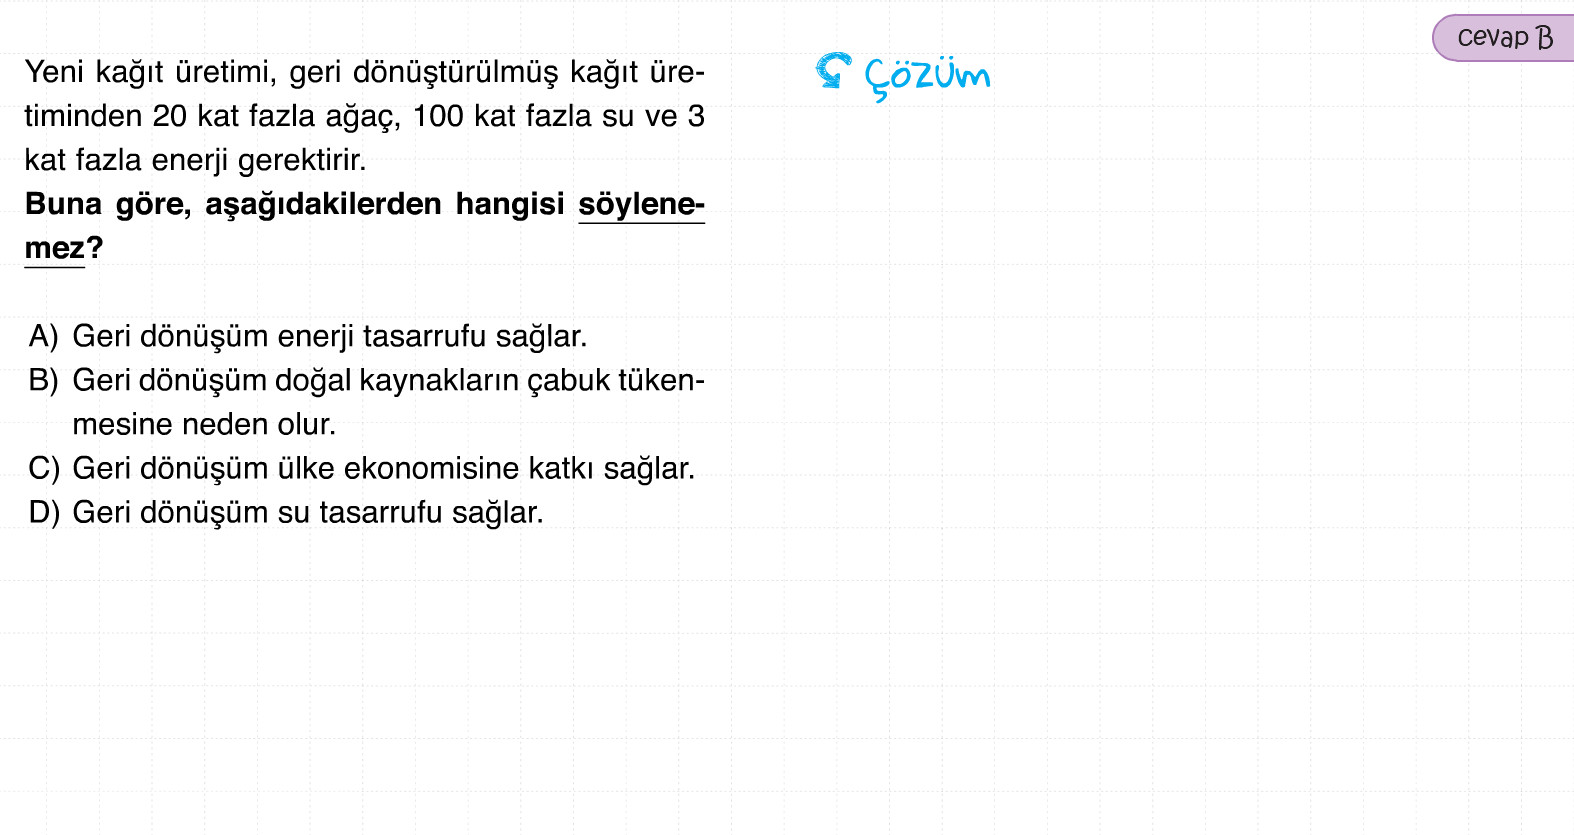 cevap B
Yeni kağıt üretimi, geri dönüştürülmüş kağıt üre-
timinden 20 kat fazla ağaç, 100 kat fazla su ve 3
kat fazla enerji gerektirir.
Buna göre, aşağıdakilerden hangisi söylene-
mez?
A) Geri dönüşüm enerji tasarrufu sağlar.
B) Geri dönüşüm doğal kaynakların çabuk tüken-
mesine neden olur.
C) Geri dönüşüm ülke ekonomisine katkı sağlar.
D) Geri dönüşüm su tasarrufu sağlar.
Çözüm